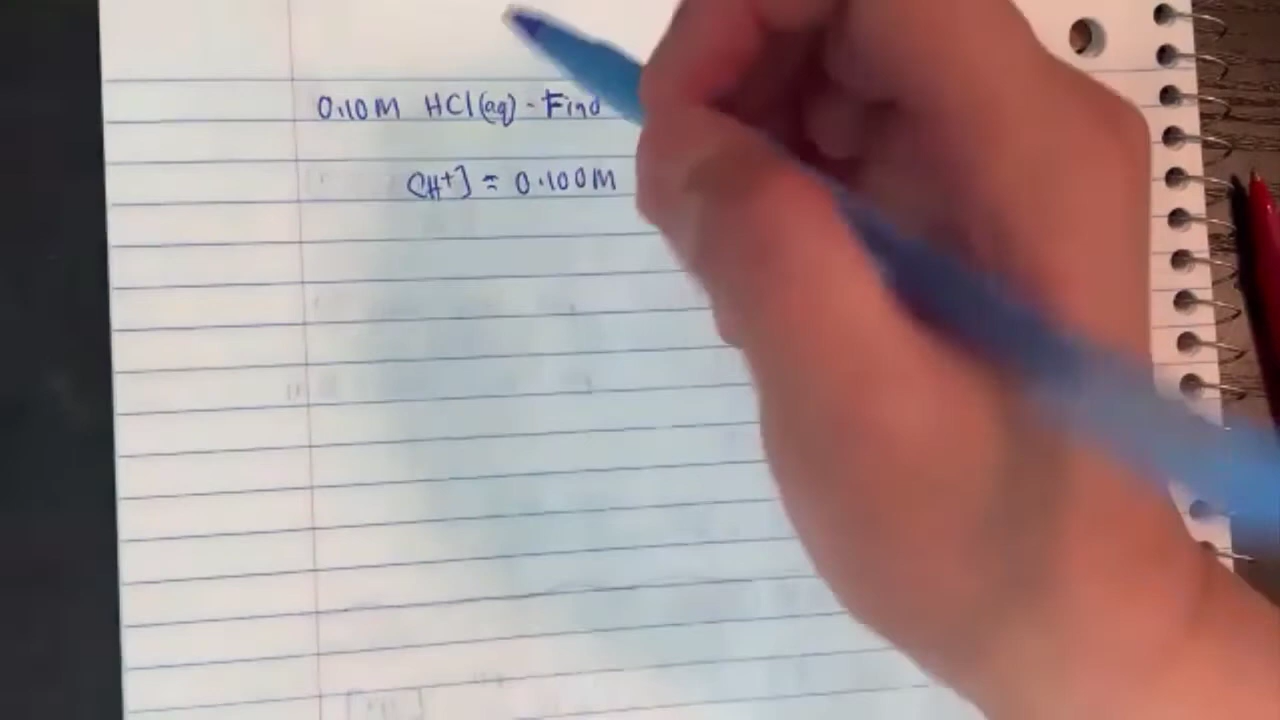 0.10M HCl(aq) - Find
[H+] = 0.100M